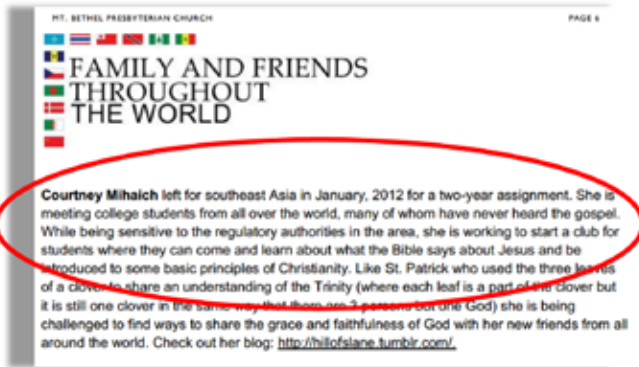 MT. BETHEL PRESBYTERIAN CHURCH PAGE 6
FAMILY AND FRIENDS
THROUGHOUT
THE WORLD
Courtney Mihaich left for southeast Asia in January, 2012 for a two-year assignment. She is
meeting college students from all over the world, many of whom have never heard the gospel.
While being sensitive to the regulatory authorities in the area, she is working to start a club for
students where they can come and learn about what the Bible says about Jesus and be
introduced to some basic principles of Christianity. Like St. Patrick who used the three leaves
of a clover to share an understanding of the Trinity (where each leaf is a part of the clover but
it is still one clover in the same way that there are 3 persons but one God) she is being
challenged to find ways to share the grace and faithfulness of God with her new friends from all
around the world. Check out her blog: http://hillofslane.tumblr.com/.